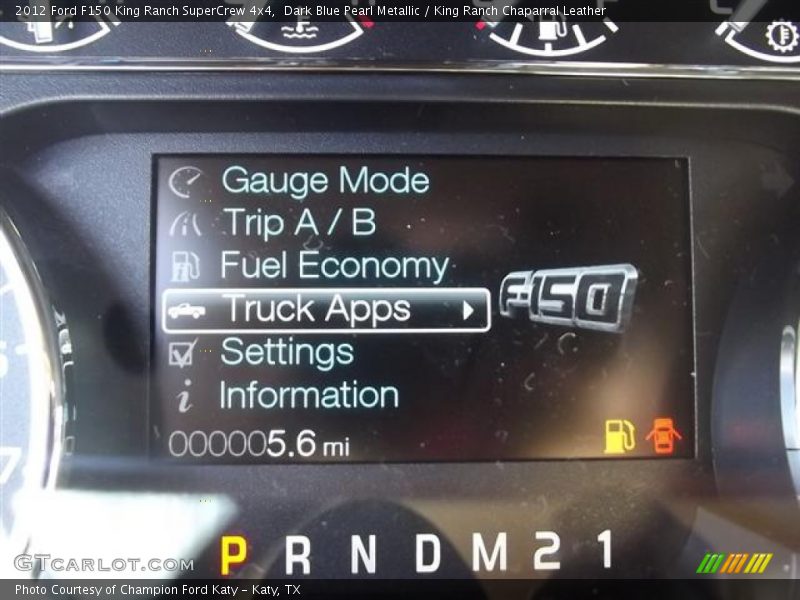 2012 Ford F150 King Ranch SuperCrew 4x4, Dark Blue Pearl Metallic / King Ranch Chaparral Leather
Gauge Mode
Trip A / B
Fuel Economy
Truck Apps
F-150
Settings
i Information
000005.6 mi
P R N D M 2 1
GTcarlot.com
Photo Courtesy of Champion Ford Katy - Katy, TX